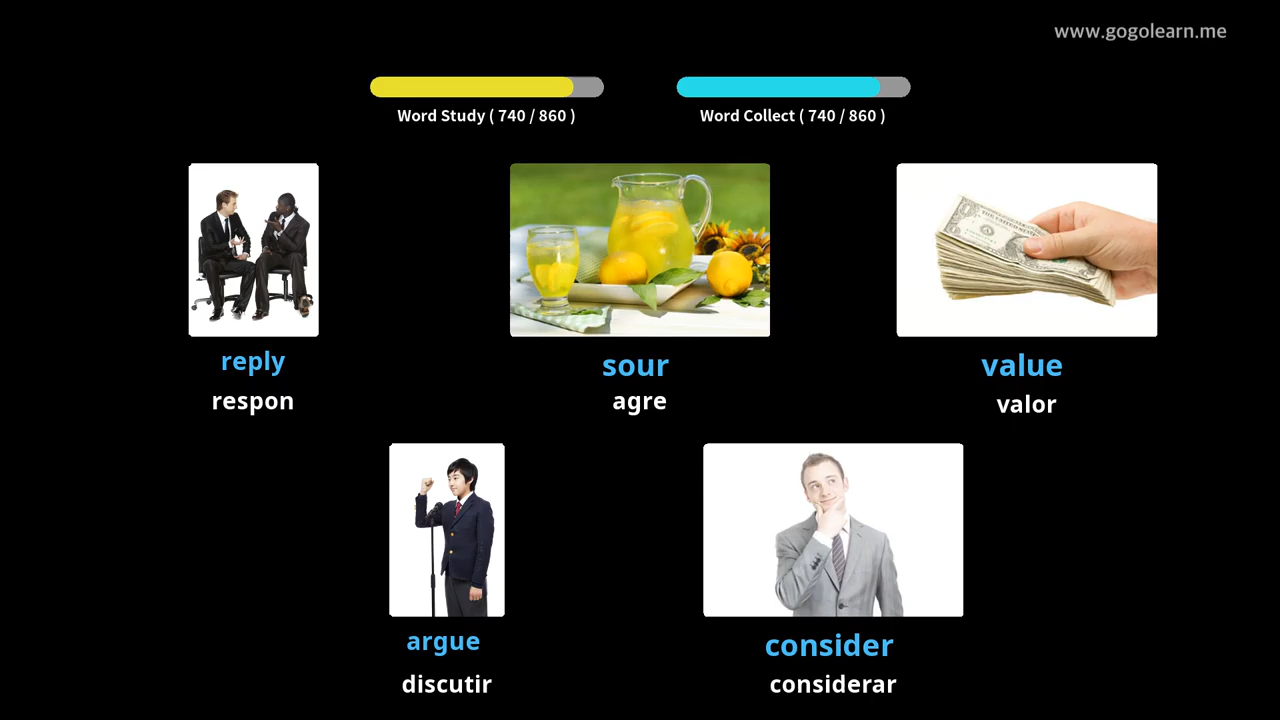 www.gogolearn.me
Word Study ( 740 / 860 )
Word Collect ( 740 / 860 )
reply
respon
sour
agre
value
valor
argue
discutir
consider
considerar